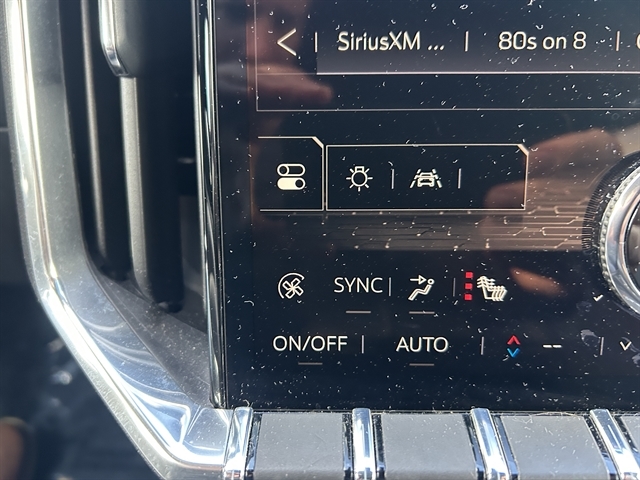 SiriusXM ... 80s on 8
SYNC
ON/OFF AUTO --